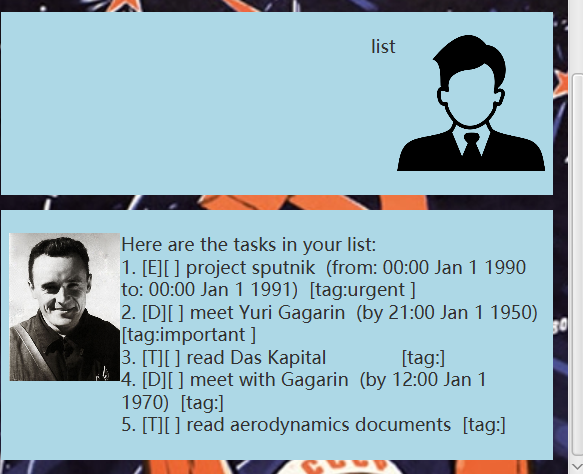 list
Here are the tasks in your list:
1. [E][ ] project sputnik  (from: 00:00 Jan 1 1990
to: 00:00 Jan 1 1991)  [tag:urgent ]
2. [D][ ] meet Yuri Gagarin  (by 21:00 Jan 1 1950)
[tag:important ]
3. [T][ ] read Das Kapital                [tag:]
4. [D][ ] meet with Gagarin  (by 12:00 Jan 1
1970)  [tag:]
5. [T][ ] read aerodynamics documents  [tag:]